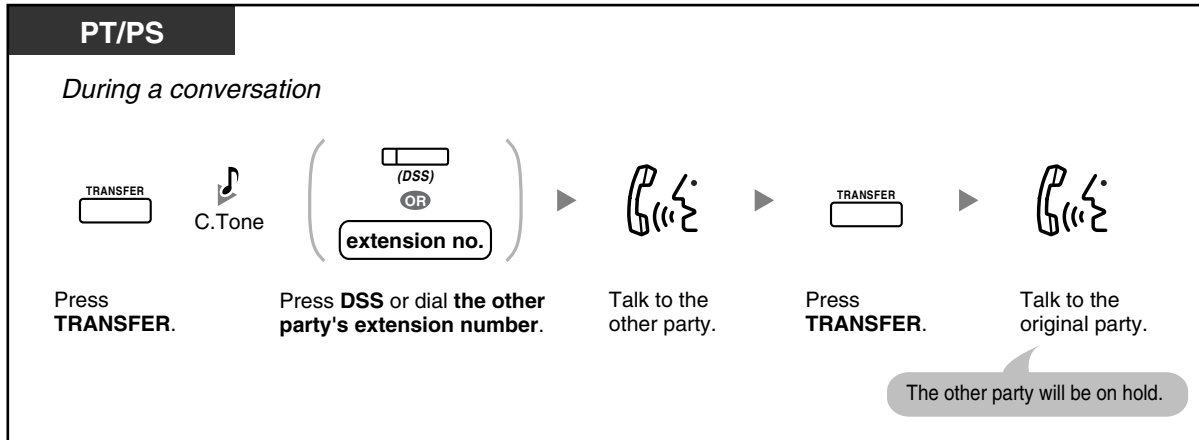 PT/PS
During a conversation
TRANSFER
C.Tone
(DSS)
OR
extension no.
TRANSFER
Press
TRANSFER.
Press DSS or dial the other
party's extension number.
Talk to the
other party.
Press
TRANSFER.
Talk to the
original party.
The other party will be on hold.